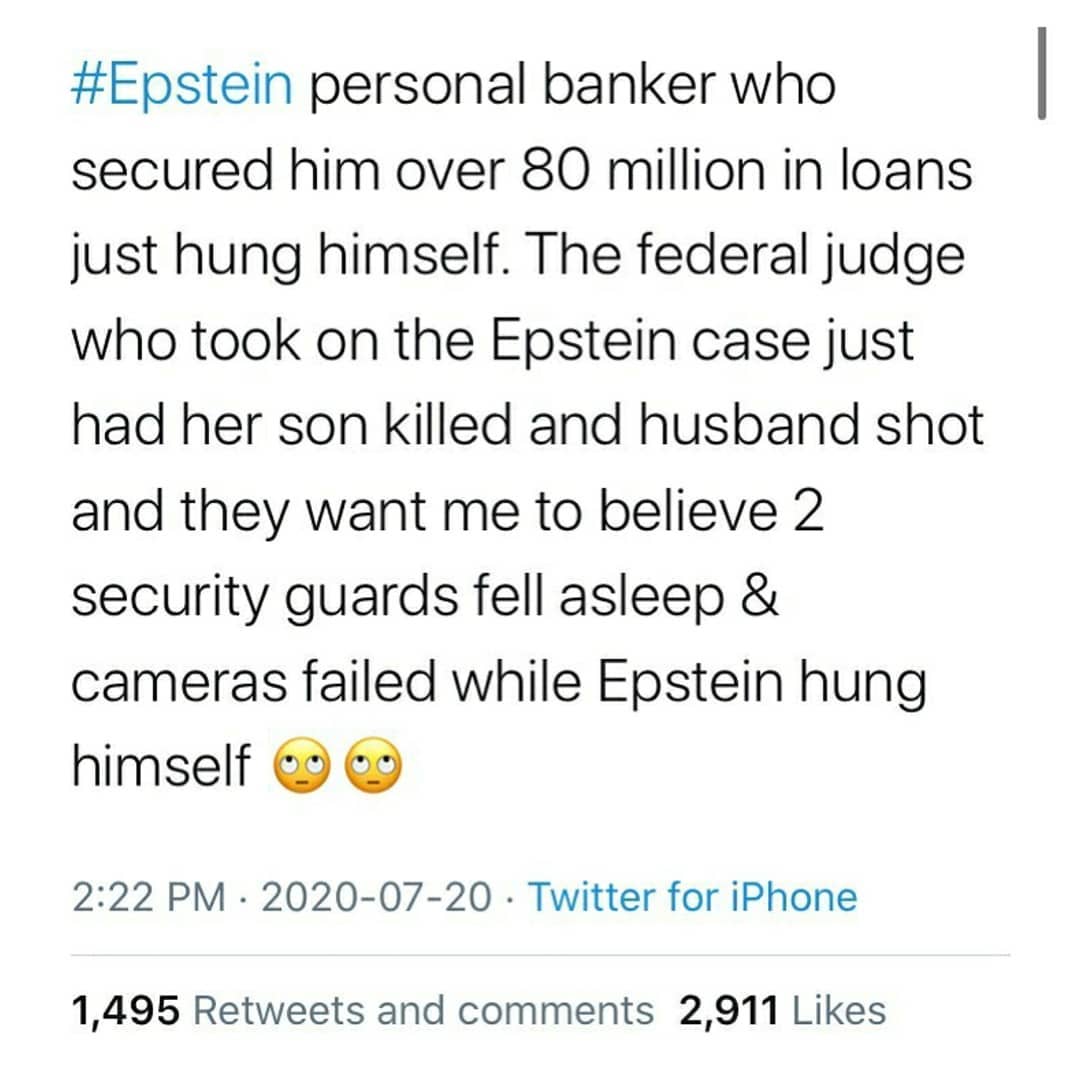 #Epstein personal banker who
secured him over 80 million in loans
just hung himself. The federal judge
who took on the Epstein case just
had her son killed and husband shot
and they want me to believe 2
security guards fell asleep &
cameras failed while Epstein hung
himself 🙄🙄
2:22 PM · 2020-07-20 · Twitter for iPhone
1,495 Retweets and comments 2,911 Likes